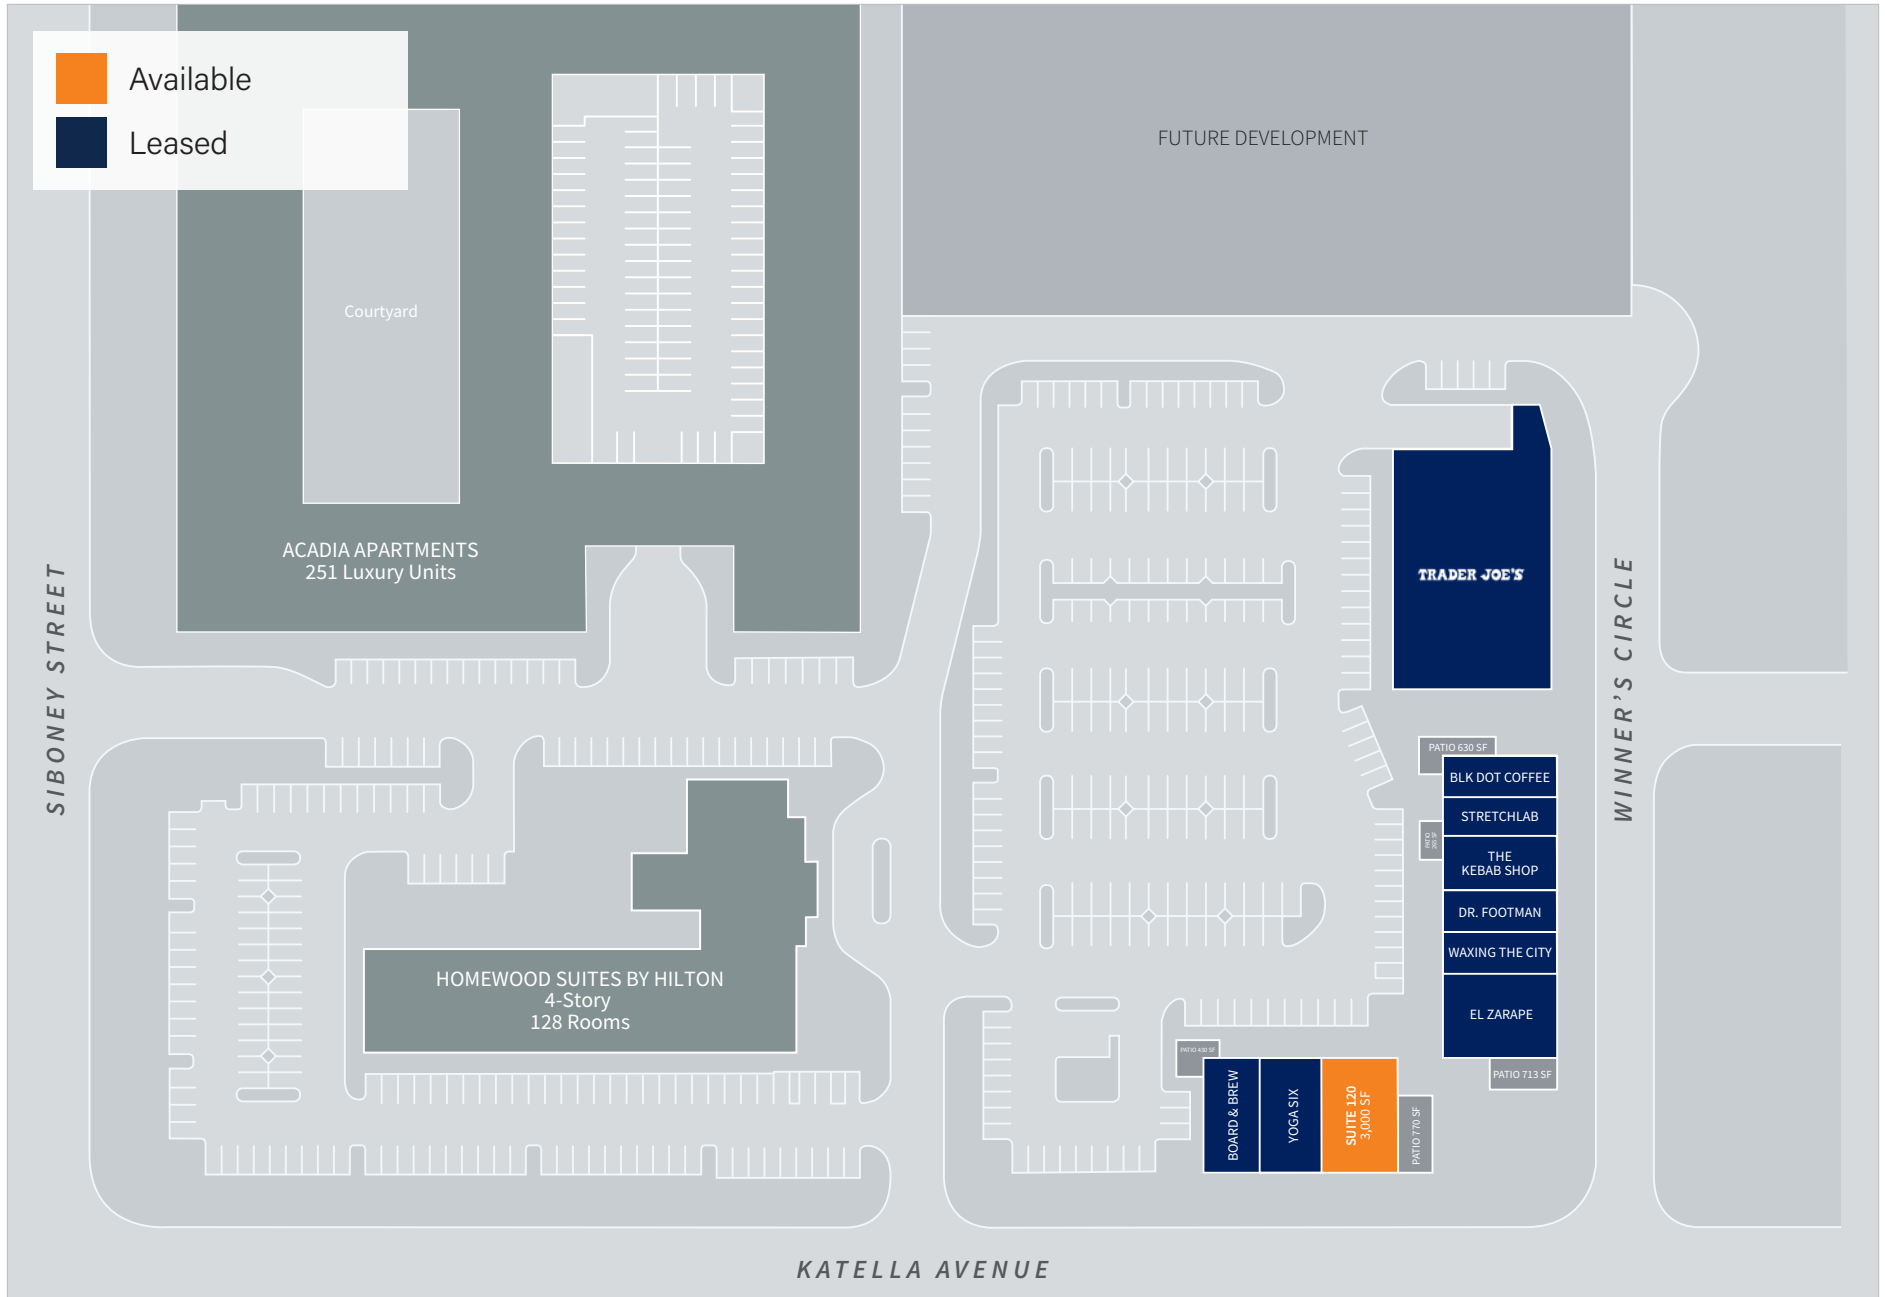 Available
Leased
FUTURE DEVELOPMENT
Courtyard
ACADIA APARTMENTS
251 Luxury Units
SIBONEY STREET
TRADER JOE'S
WINNER'S CIRCLE
PATIO 630 SF
BLK DOT COFFEE
STRETCHLAB
THE
KEBAB SHOP
DR. FOOTMAN
WAXING THE CITY
EL ZARAPE
PATIO 713 SF
HOMEWOOD SUITES BY HILTON
4-Story
128 Rooms
PATIO 430 SF
BOARD & BREW
YOGA SIX
SUITE 120
3,000 SF
PATIO 770 SF
KATELLA AVENUE